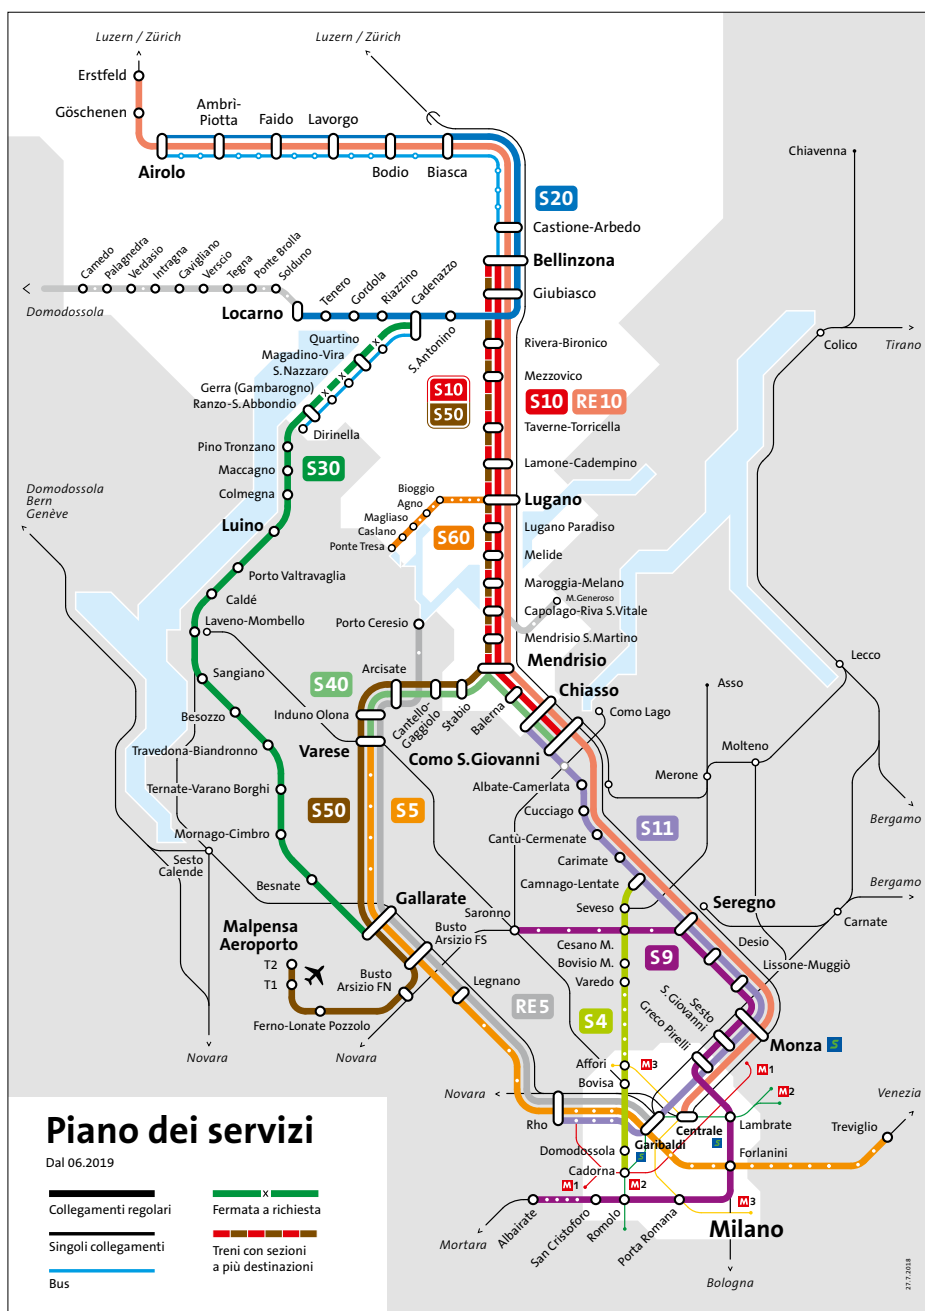 Luzern / Zürich
Luzern / Zürich
Erstfeld
Göschenen
Ambrì-
Piotta
Faido
Lavorgo
Airolo
Bodio
Biasca
Chiavenna
S20
Castione-Arbedo
Bellinzona
Giubiasco
Camedo
Palagnedra
Verdasio
Intragna
Cavigliano
Verscio
Tegna
Ponte Brolla
Solduno
Domodossola
Locarno
Tenero
Gordola
Riazzino
Cadenazzo
S.Antonino
Quartino
Magadino-Vira
S.Nazzaro
Gerra (Gambarogno)
Ranzo-S.Abbondio
Dirinella
Rivera-Bironico
Mezzovico
S10
S50
S10
RE10
Taverne-Torricella
Lamone-Cadempino
Colico
Tirano
Pino Tronzano
Maccagno
Colmegna
S30
Luino
Domodossola
Bern
Genève
Bioggio
Agno
Magliaso
Caslano
Ponte Tresa
S60
Lugano
Lugano Paradiso
Melide
Maroggia-Melano
M.Generoso
Capolago-Riva S.Vitale
Mendrisio S.Martino
Mendrisio
Porto Valtravaglia
Caldé
Laveno-Mombello
Porto Ceresio
Sangiano
Besozzo
Travedona-Biandronno
Ternate-Varano Borghi
Mornago-Cimbro
Besnate
Sesto
Calende
Arcisate
S40
Induno Olona
Cantello-
Gaggiolo
Stabio
Balerna
Varese
Chiasso
Como Lago
Como S.Giovanni
Asso
Lecco
Molteno
Merone
Albate-Camerlata
Cucciago
Cantù-Cermenate
Carimate
Camnago-Lentate
S50
S5
S11
Bergamo
Bergamo
Gallarate
Malpensa
Aeroporto
T2
T1
Busto
Arsizio FS
Busto
Arsizio FN
Ferno-Lonate Pozzolo
Legnano
Saronno
Seveso
Seregno
Carnate
Cesano M.
Bovisio M.
Varedo
S9
Desio
Lissone-Muggiò
RE5
S4
Sesto
S.Giovanni
Greco Pirelli
Monza
S
Novara
Novara
Novara
Affori
M3
Bovisa
M1
M2
Rho
Garibaldi
S
Centrale
S
Lambrate
Venezia
Treviglio
Domodossola
Cadorna
Forlanini
M1
M2
M3
Mortara
Albairate
San Cristoforo
Romolo
Porta Romana
Milano
Bologna
Piano dei servizi
Dal 06.2019
Collegamenti regolari
x
Fermata a richiesta
Singoli collegamenti
Treni con sezioni
a più destinazioni
Bus
x
x
x
27.7.2018